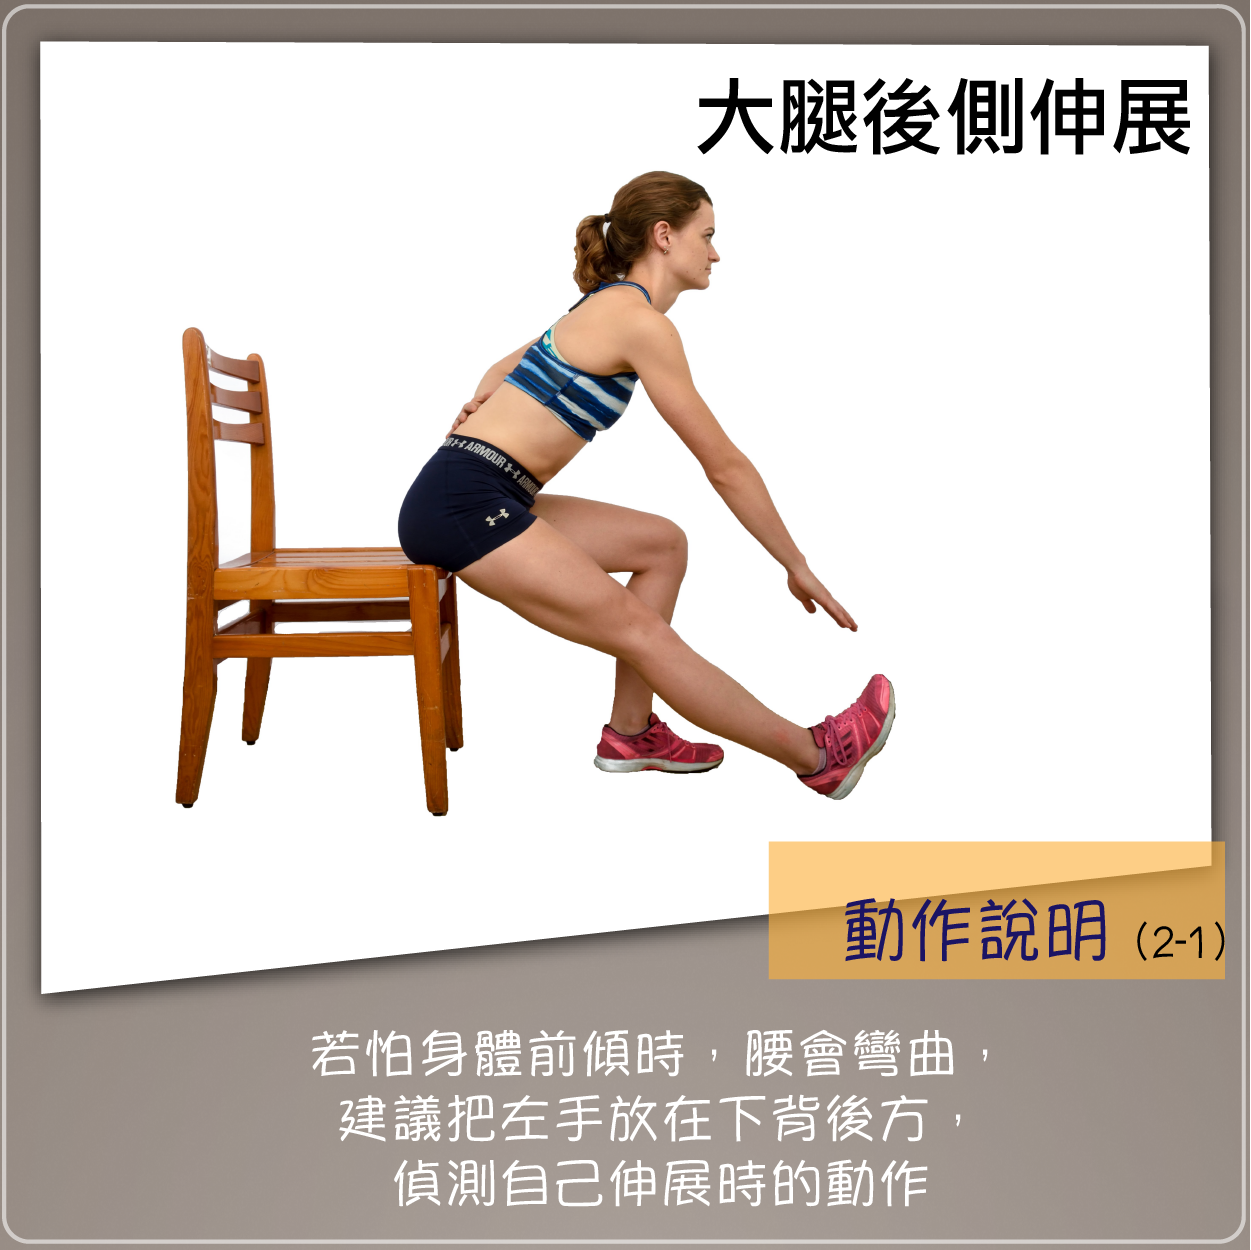 大腿後側伸展
ARMOUR
ARMOUR
動作說明（2-1）
若怕身體前傾時，腰會彎曲，
建議把左手放在下背後方，
偵測自己伸展時的動作